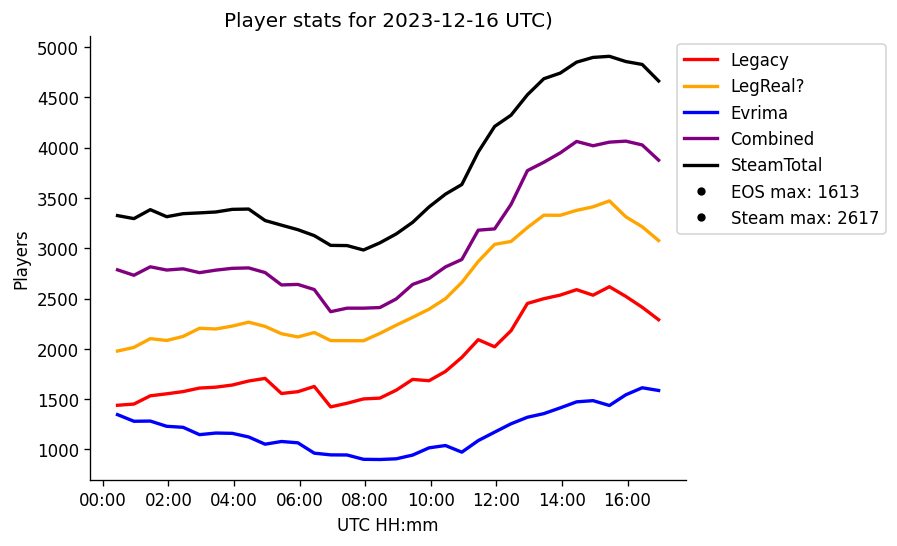 Player stats for 2023-12-16 UTC)
5000
4500
4000
3500
3000
2500
2000
1500
1000
Players
00:00 02:00 04:00 06:00 08:00 10:00 12:00 14:00 16:00
UTC HH:mm
Legacy
LegReal?
Evrima
Combined
SteamTotal
EOS max: 1613
Steam max: 2617